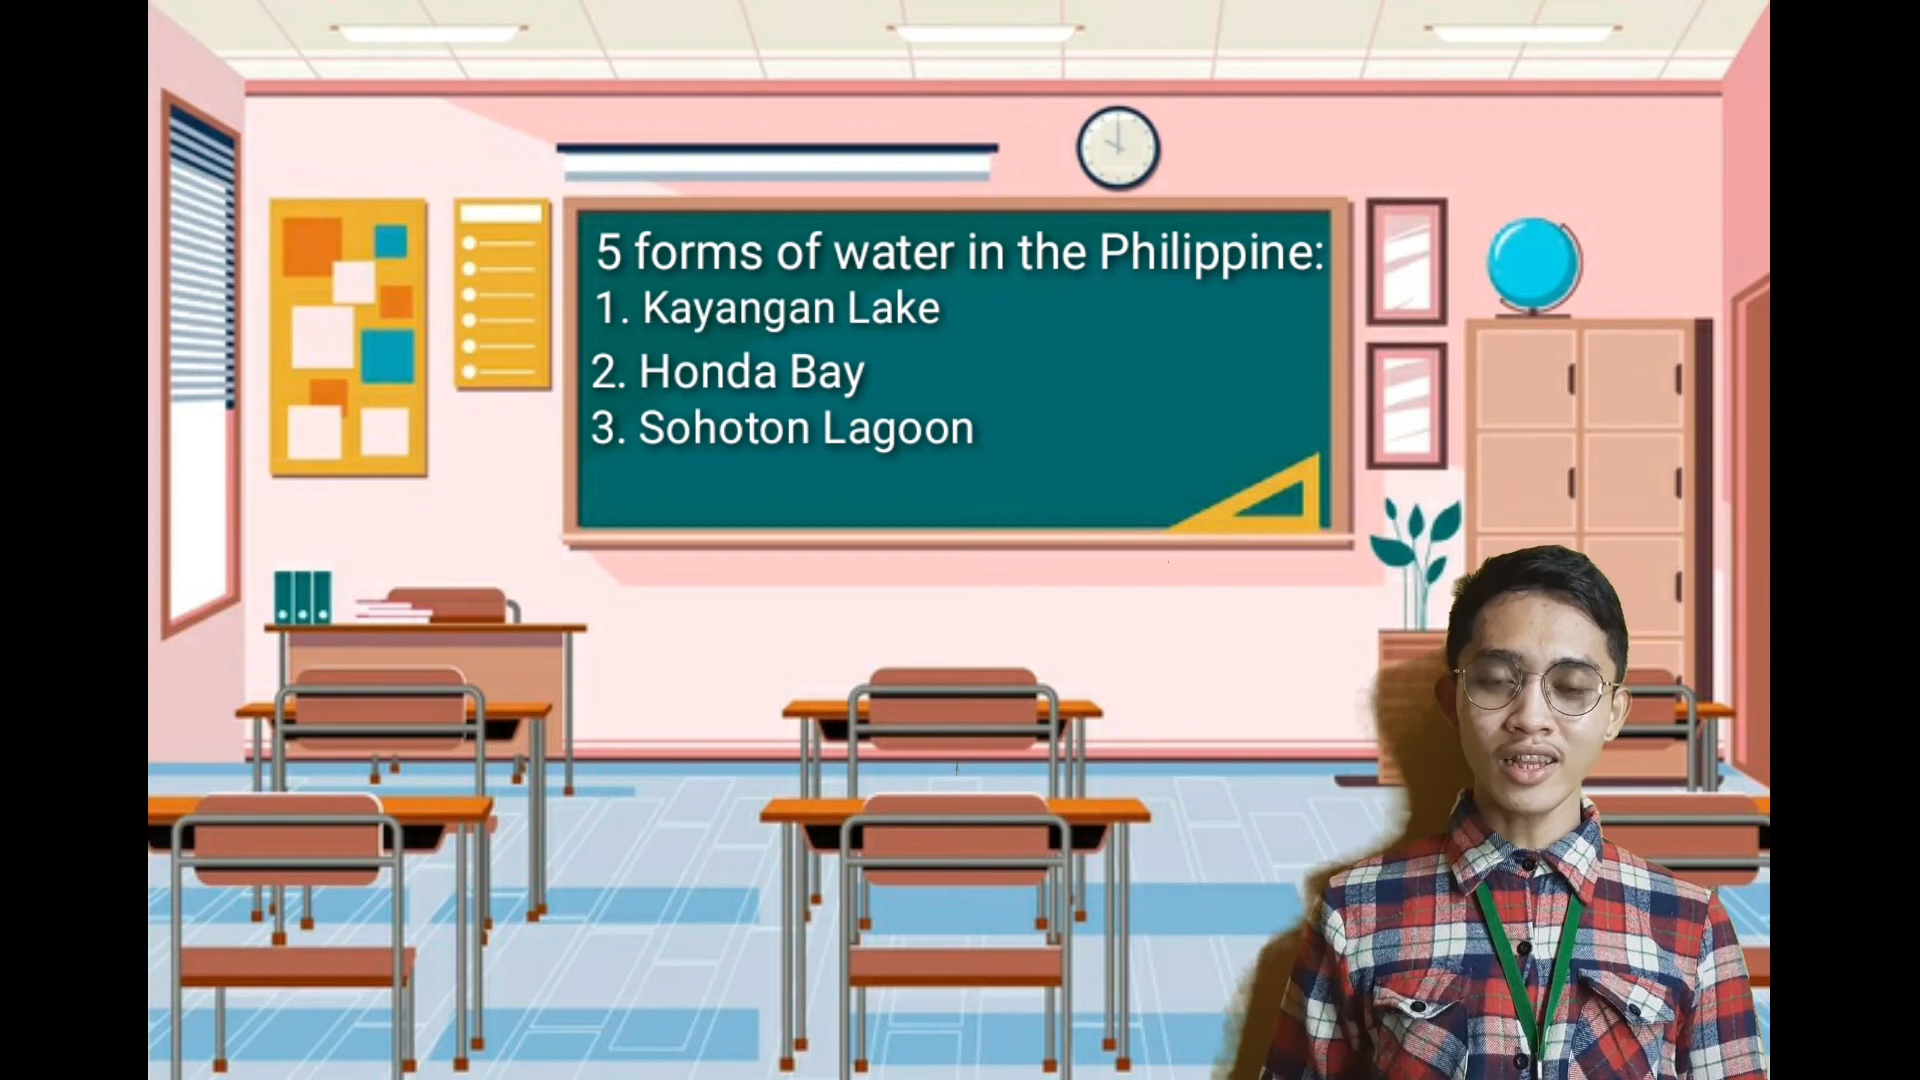 5 forms of water in the Philippine:
1. Kayangan Lake
2. Honda Bay
3. Sohoton Lagoon